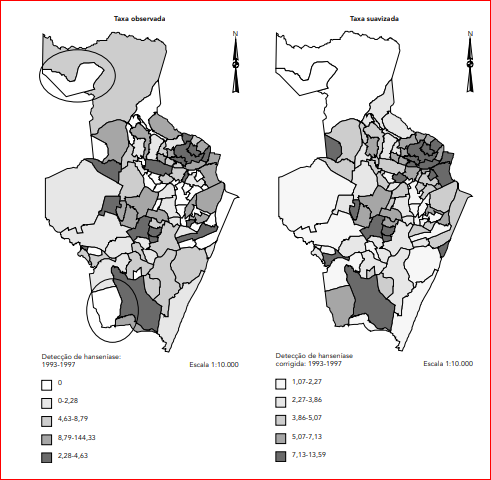 Taxa observada
Taxa suavizada
N
N
Detecção de hanseníase:
1993-1997
Escala 1:10.000
0
0-2,28
4,63-8,79
8,79-144,33
2,28-4,63
Detecção de hanseníase
corrigida: 1993-1997
Escala 1:10.000
1,07-2,27
2,27-3,86
3,86-5,07
5,07-7,13
7,13-13,59